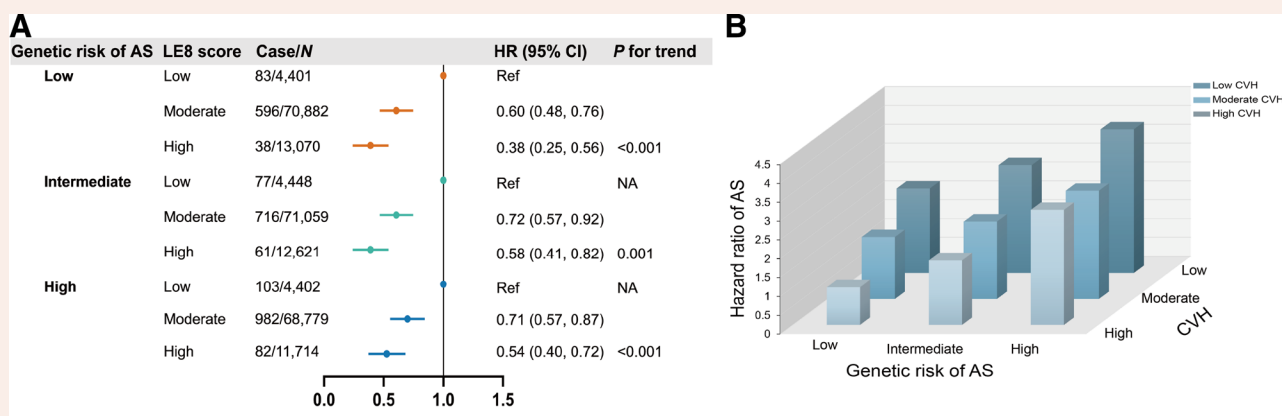 A
Genetic risk of AS LE8 score Case/N HR (95% CI) P for trend
Low Low 83/4,401 Ref
Moderate 596/70,882 0.60 (0.48, 0.76)
High 38/13,070 0.38 (0.25, 0.56) <0.001
Intermediate Low 77/4,448 Ref NA
Moderate 716/71,059 0.72 (0.57, 0.92)
High 61/12,621 0.58 (0.41, 0.82) 0.001
High Low 103/4,402 Ref NA
Moderate 982/68,779 0.71 (0.57, 0.87)
High 82/11,714 0.54 (0.40, 0.72) <0.001
0.0 0.5 1.0 1.5
B
Low CVH
Moderate CVH
High CVH
Hazard ratio of AS
4.5
4
3.5
3
2.5
2
1.5
1
0.5
0
Low Intermediate High
Genetic risk of AS
Low
Moderate
High
CVH